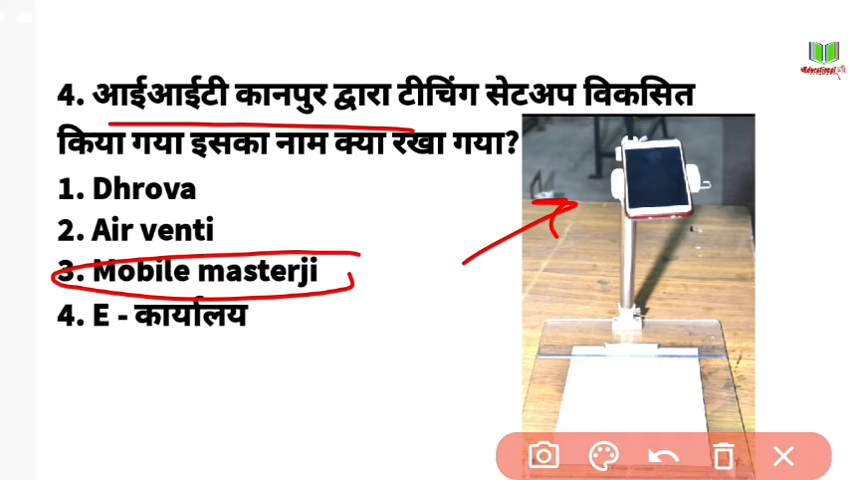 Educational
4. आईआईटी कानपुर द्वारा टीचिंग सेटअप विकसित
किया गया इसका नाम क्या रखा गया?
1. Dhrova
2. Air venti
3. Mobile masterji
4. E - कार्यालय